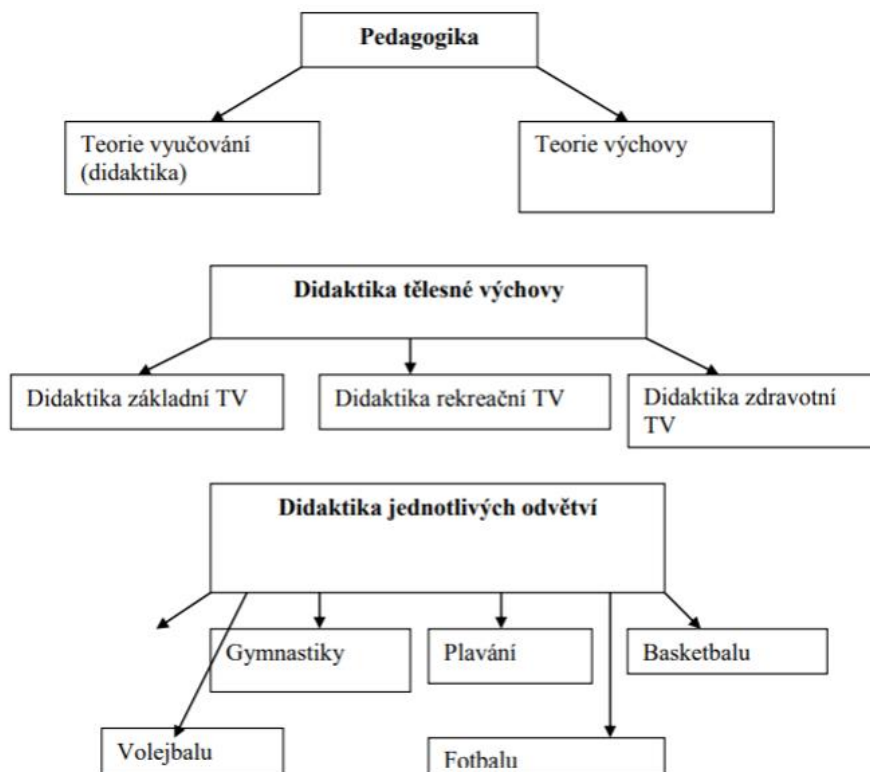 Pedagogika
Teorie vyučování
(didaktika)
Teorie výchovy
Didaktika tělesné výchovy
Didaktika základní TV
Didaktika rekreační TV
Didaktika zdravotní
TV
Didaktika jednotlivých odvětví
Gymnastiky
Plavání
Basketbalu
Volejbalu
Fotbalu